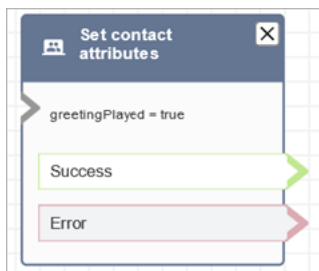 Set contact
attributes
greetingPlayed = true
Success
Error